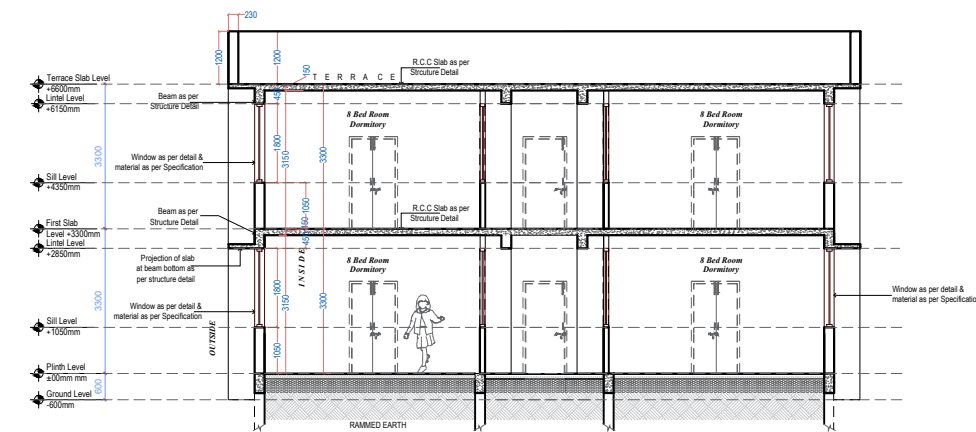 230
1200
1200
150
T E R R A C E
R.C.C Slab as per
Strcuture Detail
Terrace Slab Level
+6600mm
Lintel Level
+6150mm
Beam as per
Structure Detail
450
8 Bed Room
Dormitory
8 Bed Room
Dormitory
3300
1800
3150
3300
Window as per detail &
material as per Specification
Sill Level
+4350mm
1050
Beam as per
Structure Detail
R.C.C Slab as per
Strcuture Detail
150
First Slab
Level +3300mm
Lintel Level
+2850mm
450
Projection of slab
at beam bottom as
per structure detail
INSIDE
8 Bed Room
Dormitory
8 Bed Room
Dormitory
3300
1800
3150
3300
Window as per detail &
material as per Specification
Window as per detail &
material as per Specification
Sill Level
+1050mm
OUTSIDE
1050
Plinth Level
±00mm mm
600
Ground Level
-600mm
RAMMED EARTH